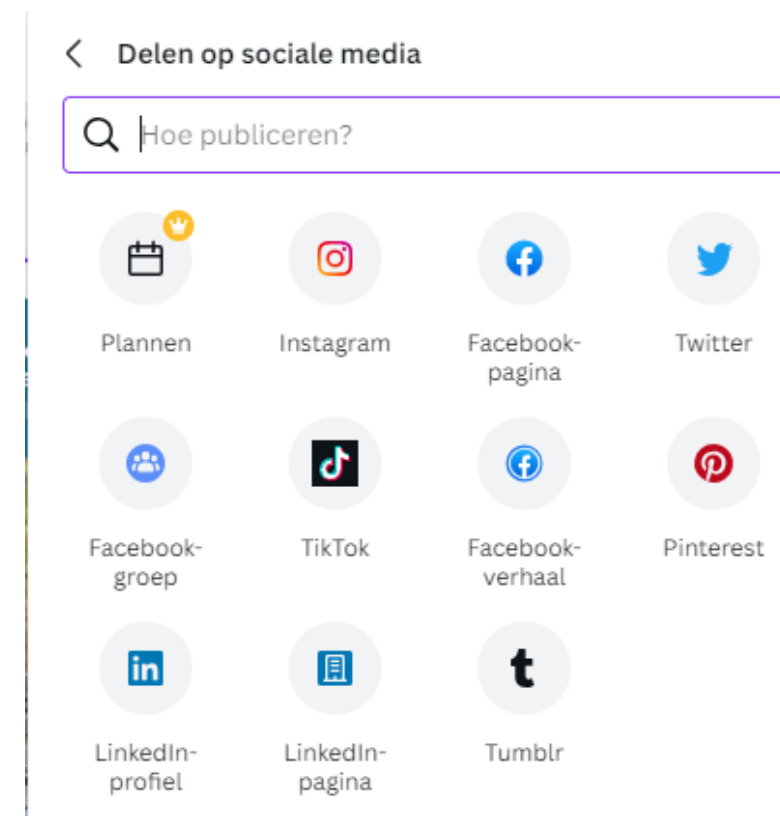 Delen op sociale media
Hoe publiceren?
Plannen
Instagram
Facebook-
pagina
Twitter
Facebook-
groep
TikTok
Facebook-
verhaal
Pinterest
LinkedIn-
profiel
LinkedIn-
pagina
Tumblr